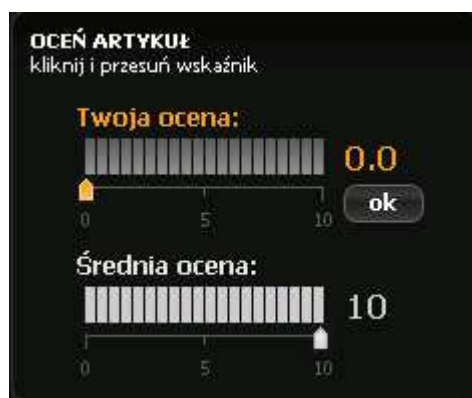 OCEŃ ARTYKUŁ
kliknij i przesuń wskaźnik
Twoja ocena:
0.0
0 5 10
ok
Średnia ocena:
10
0 5 10